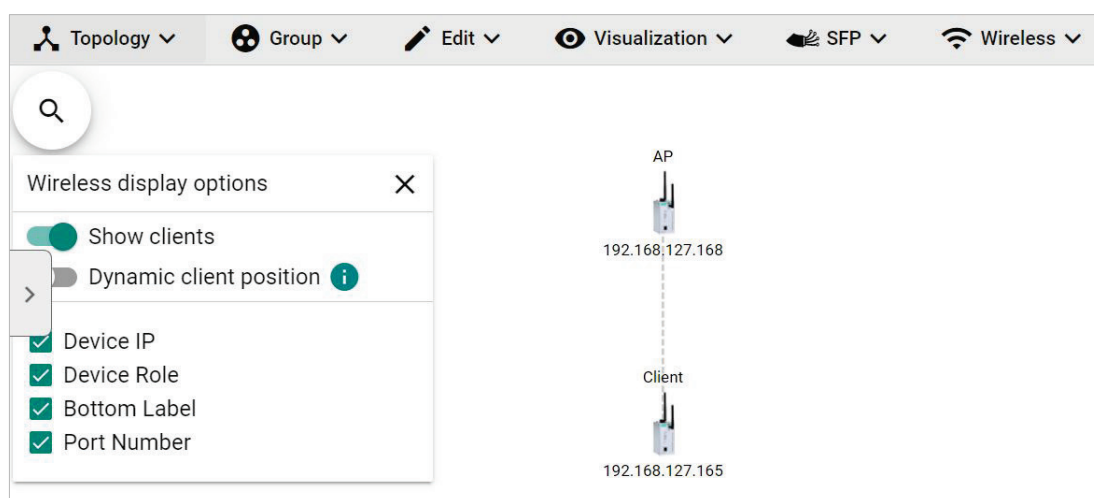 Topology Group Edit Visualization SFP Wireless
Wireless display options
Show clients
Dynamic client position i
Device IP
Device Role
Bottom Label
Port Number
AP
192.168.127.168
Client
192.168.127.165